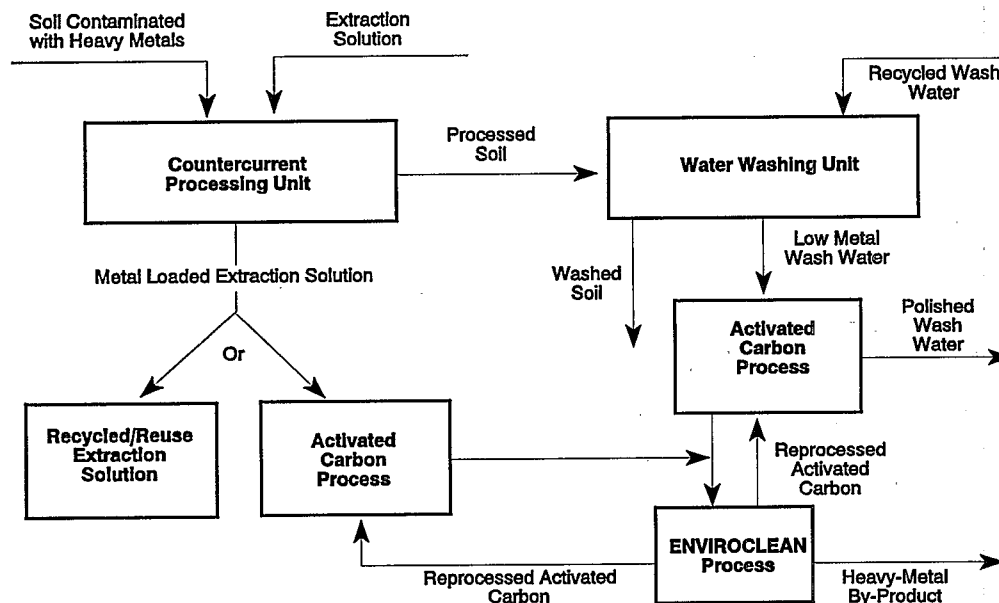 Soil Contaminated
with Heavy Metals
Extraction
Solution
Recycled Wash
Water
Countercurrent
Processing Unit
Processed
Soil
Water Washing Unit
Metal Loaded Extraction Solution
Washed
Soil
Low Metal
Wash Water
Or
Activated
Carbon
Process
Polished
Wash
Water
Recycled/Reuse
Extraction
Solution
Activated
Carbon
Process
Reprocessed
Activated
Carbon
Reprocessed Activated
Carbon
ENVIROCLEAN
Process
Heavy-Metal
By-Product